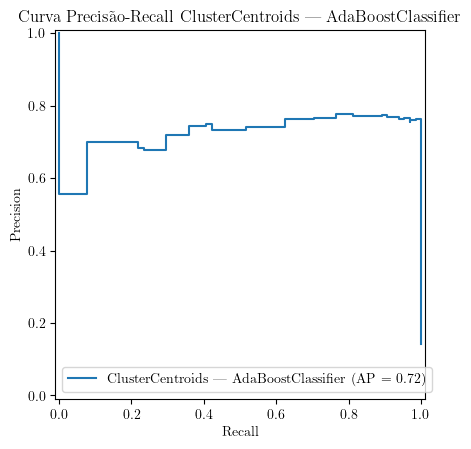 Curva Precisão-Recall ClusterCentroids — AdaBoostClassifier
1.0
0.8
0.6
0.4
0.2
0.0
Precision
ClusterCentroids — AdaBoostClassifier (AP = 0.72)
0.0 0.2 0.4 0.6 0.8 1.0
Recall